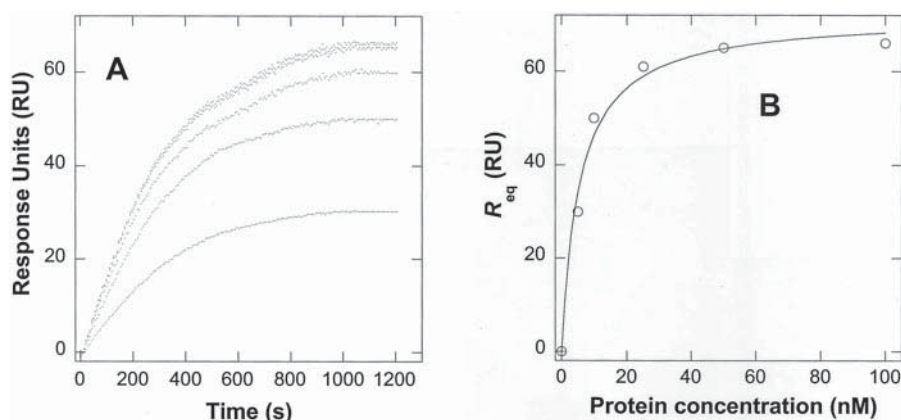 A
Response Units (RU)
60
40
20
0
0 200 400 600 800 1000 1200
Time (s)
B
R_eq (RU)
60
40
20
0
0 20 40 60 80 100
Protein concentration (nM)